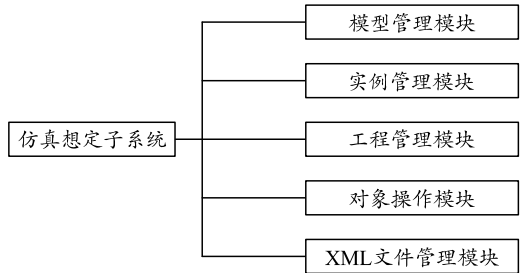 模型管理模块
实例管理模块
仿真想定子系统
工程管理模块
对象操作模块
XML文件管理模块